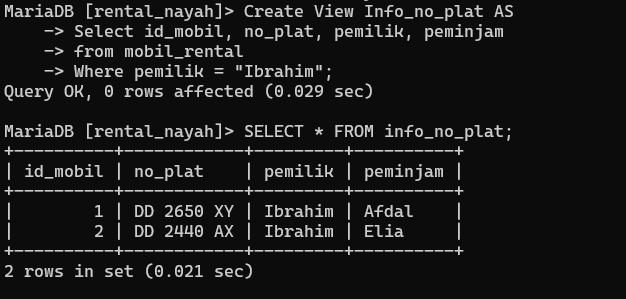 MariaDB [rental_nayah]> Create View Info_no_plat AS
    -> Select id_mobil, no_plat, pemilik, peminjam
    -> from mobil_rental
    -> Where pemilik = "Ibrahim";
Query OK, 0 rows affected (0.029 sec)

MariaDB [rental_nayah]> SELECT * FROM info_no_plat;
+----------+------------+---------+----------+
| id_mobil | no_plat    | pemilik | peminjam |
+----------+------------+---------+----------+
|        1 | DD 2650 XY | Ibrahim | Afdal    |
|        2 | DD 2440 AX | Ibrahim | Elia     |
+----------+------------+---------+----------+
2 rows in set (0.021 sec)